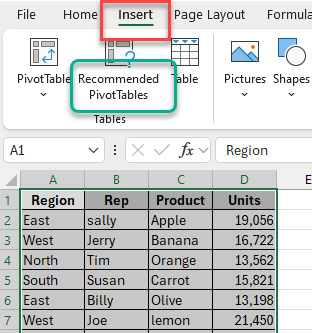 File Home Insert Page Layout Formula
PivotTable Recommended PivotTables Table Pictures Shapes
Tables
A1 fx Region
A B C D E
1 Region Rep Product Units
2 East sally Apple 19,056
3 West Jerry Banana 16,722
4 North Tim Orange 13,562
5 South Susan Carrot 15,821
6 East Billy Olive 13,198
7 West Joe lemon 21,450